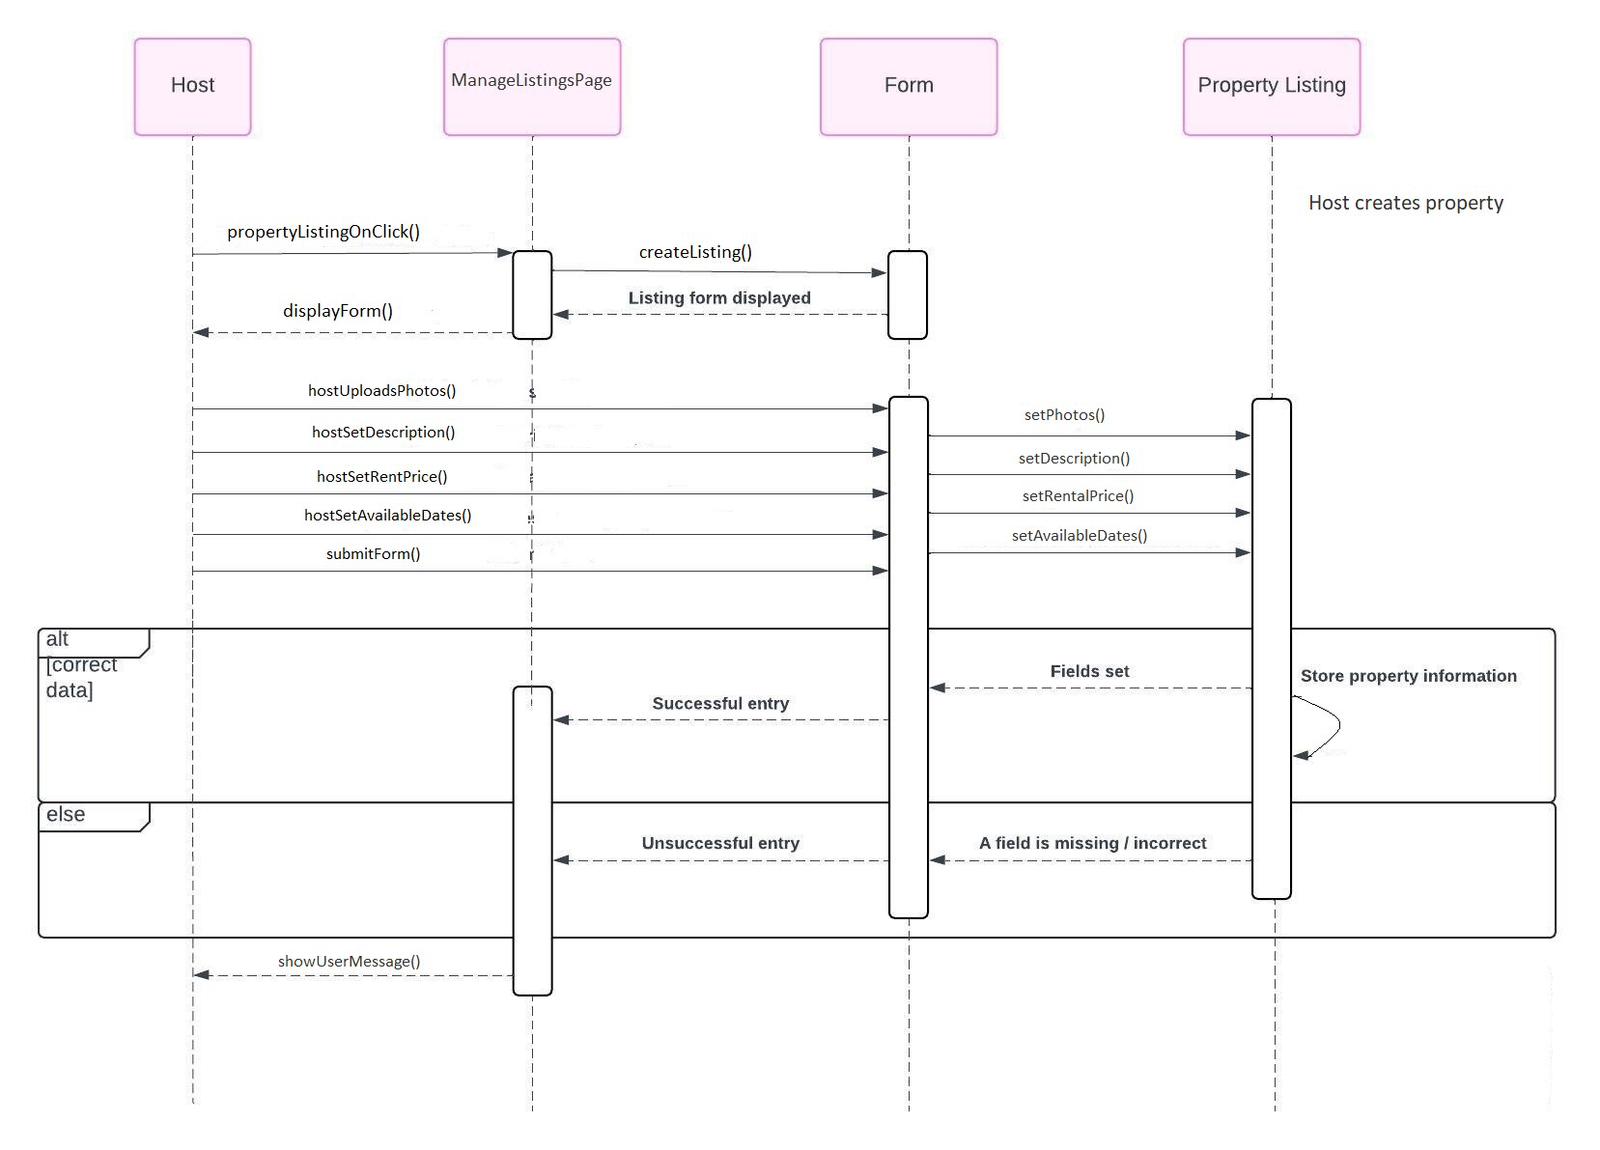 Host
ManageListingsPage
Form
Property Listing
Host creates property
propertyListingOnClick()
createListing()
Listing form displayed
displayForm()
hostUploadsPhotos()
setPhotos()
hostSetDescription()
setDescription()
hostSetRentPrice()
setRentalPrice()
hostSetAvailableDates()
setAvailableDates()
submitForm()
alt
[correct
data]
Fields set
Store property information
Successful entry
else
Unsuccessful entry
A field is missing / incorrect
showUserMessage()